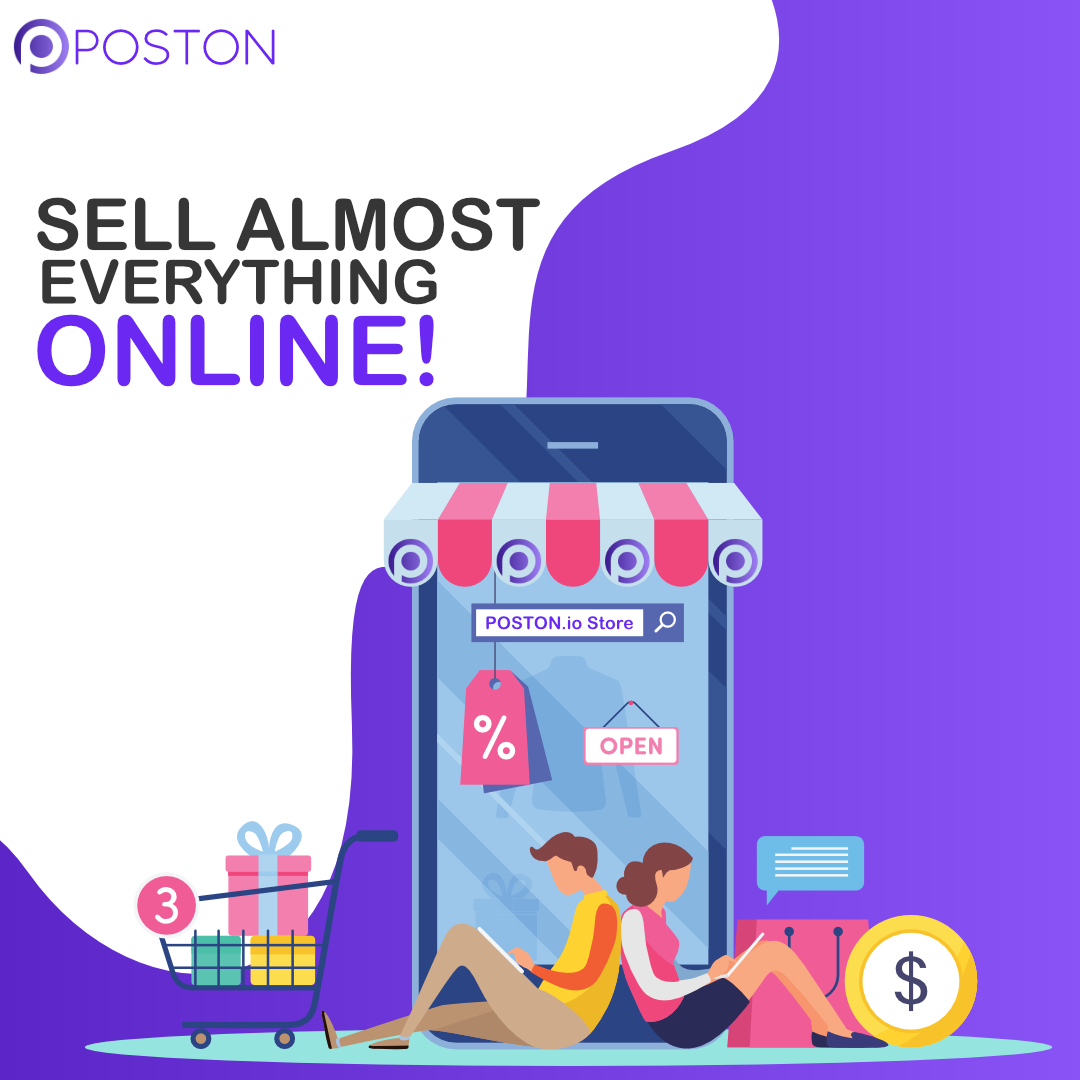 POSTON
SELL ALMOST
EVERYTHING
ONLINE!
POSTON.io Store
%
OPEN
3
$